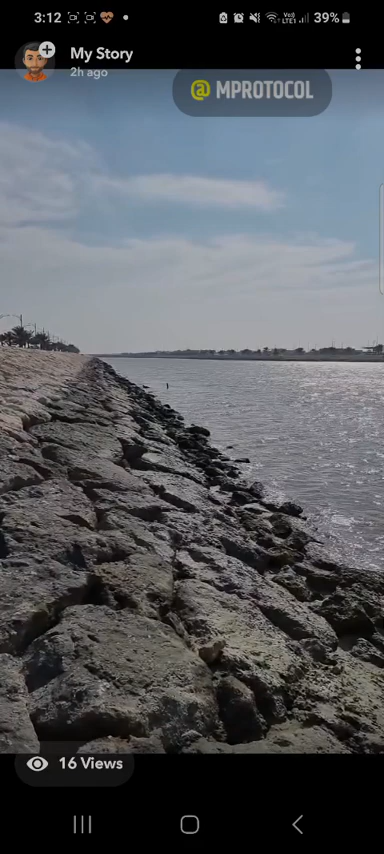 3:12 39%
My Story
2h ago
@ MPROTOCOL
16 Views